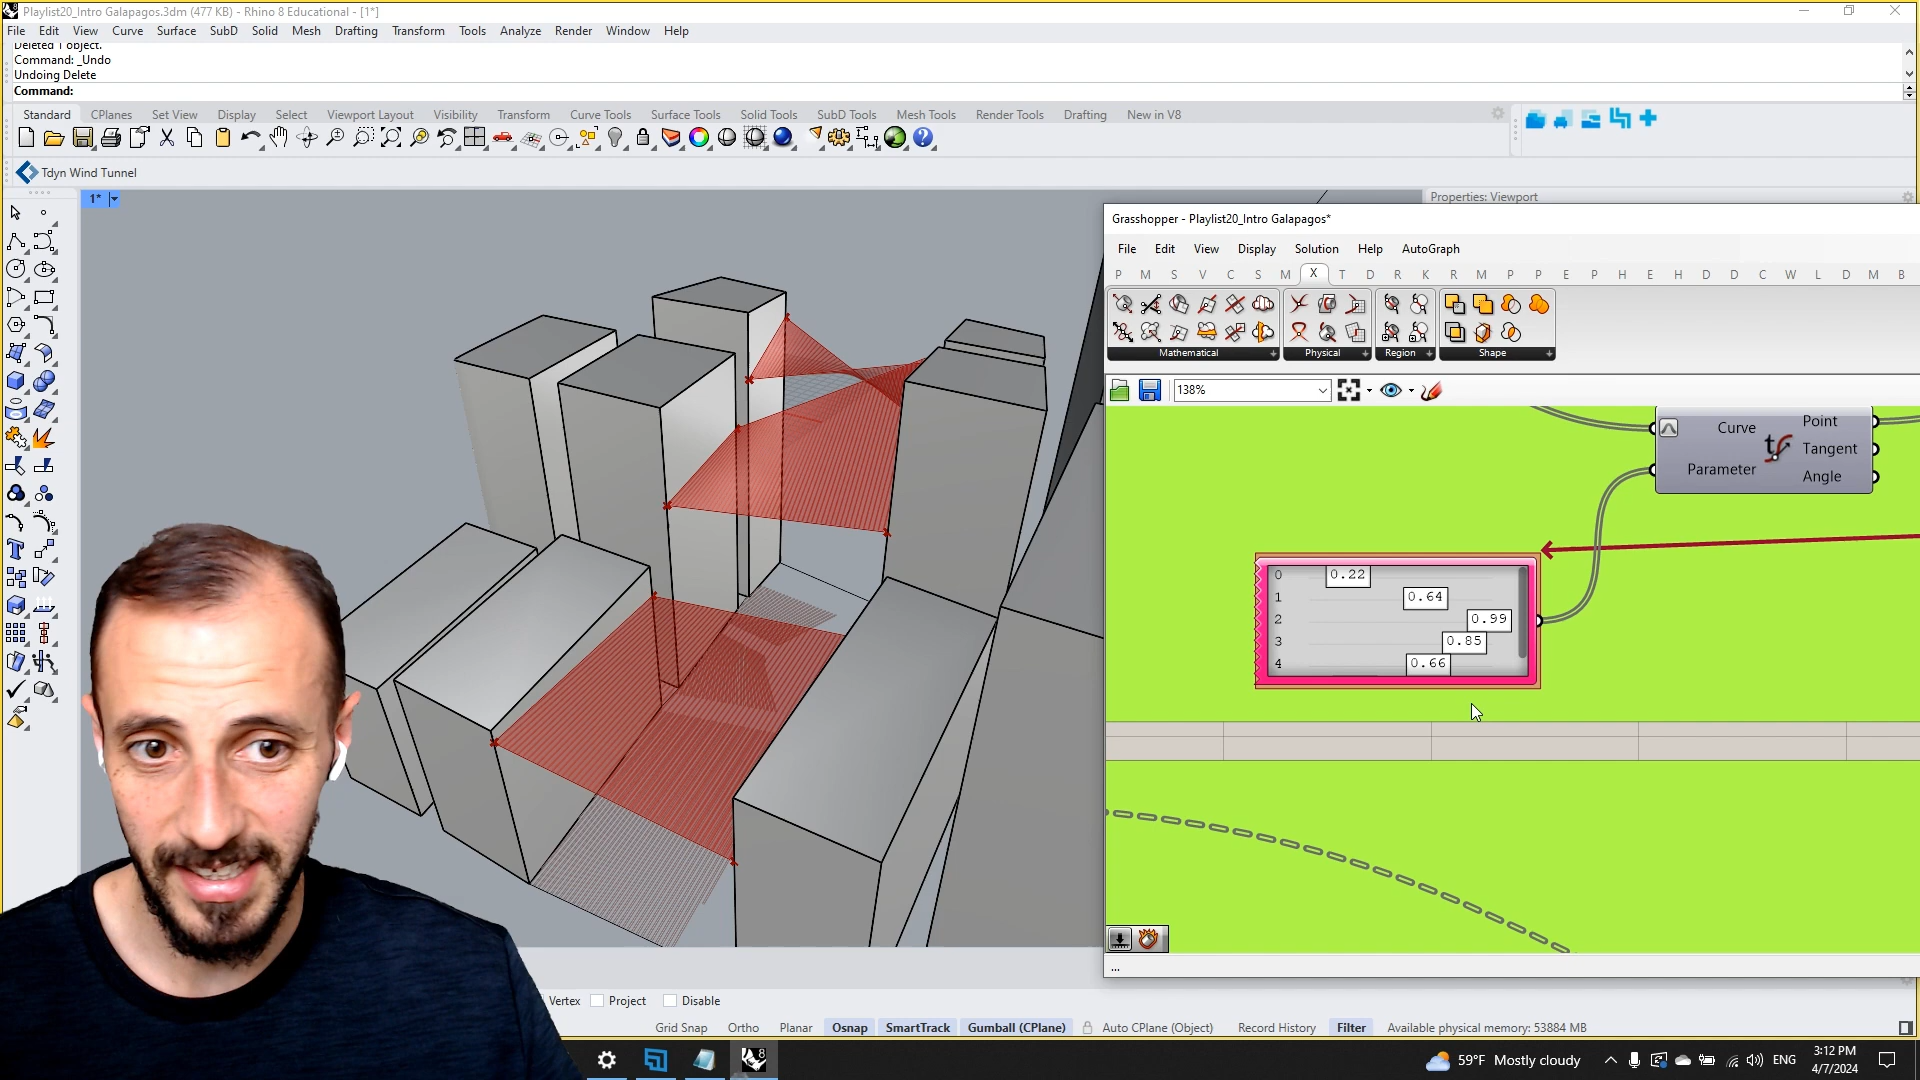 Playlist20_Intro Galapagos.3dm (477 KB) - Rhino 8 Educational - [1*]
File Edit View Curve Surface SubD Solid Mesh Drafting Transform Tools Analyze Render Window Help
Deleted 1 object.
Command: _Undo
Undoing Delete
Command:
Standard CPlanes Set View Display Select Viewport Layout Visibility Transform Curve Tools Surface Tools Solid Tools SubD Tools Mesh Tools Render Tools Drafting New in V8
Tdyn Wind Tunnel
1*
Properties: Viewport
Grasshopper - Playlist20_Intro Galapagos*
File Edit View Display Solution Help AutoGraph
P M S V C S M X T D R K R M P P E P H E H D D C W L D M B
Mathematical Physical Region Shape
138%
Curve Point
Tangent
Parameter
Angle
0 0.22
1 0.64
2 0.99
3 0.85
4 0.66
...
Vertex Project Disable
Grid Snap Ortho Planar Osnap SmartTrack Gumball (CPlane) Auto CPlane (Object) Record History Filter Available physical memory: 53884 MB
8
59°F Mostly cloudy ENG 3:12 PM
4/7/2024